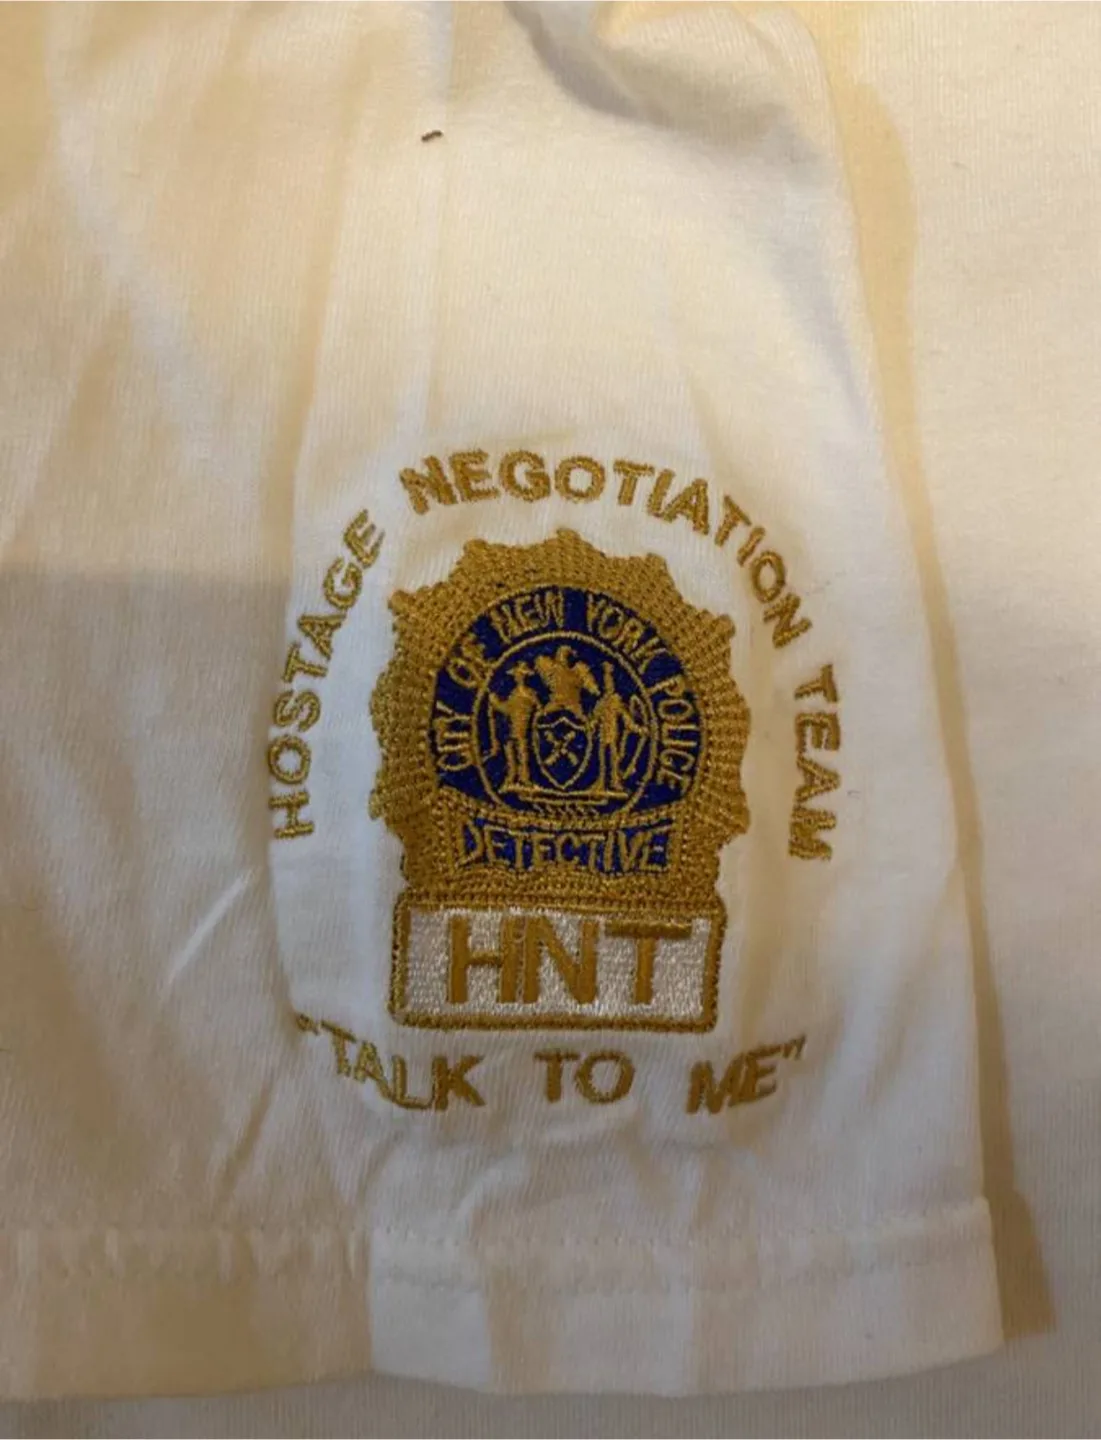 HOSTAGE NEGOTIATION TEAM
CITY OF NEW YORK POLICE
DETECTIVE
HNT
"TALK TO ME"